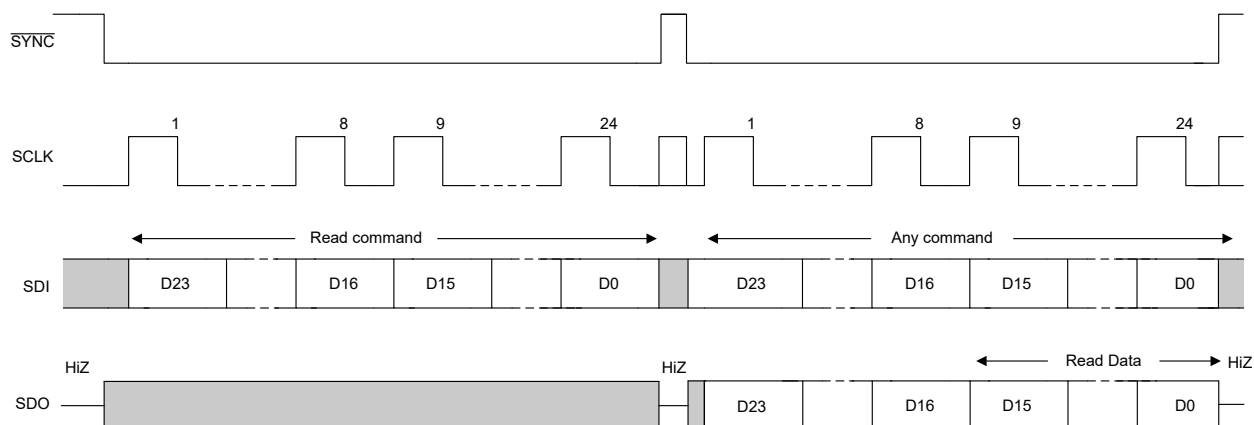 SYNC
1 8 9 24 1 8 9 24
SCLK
Read command Any command
SDI D23 D16 D15 D0 D23 D16 D15 D0
HiZ HiZ Read Data HiZ
SDO D23 D16 D15 D0